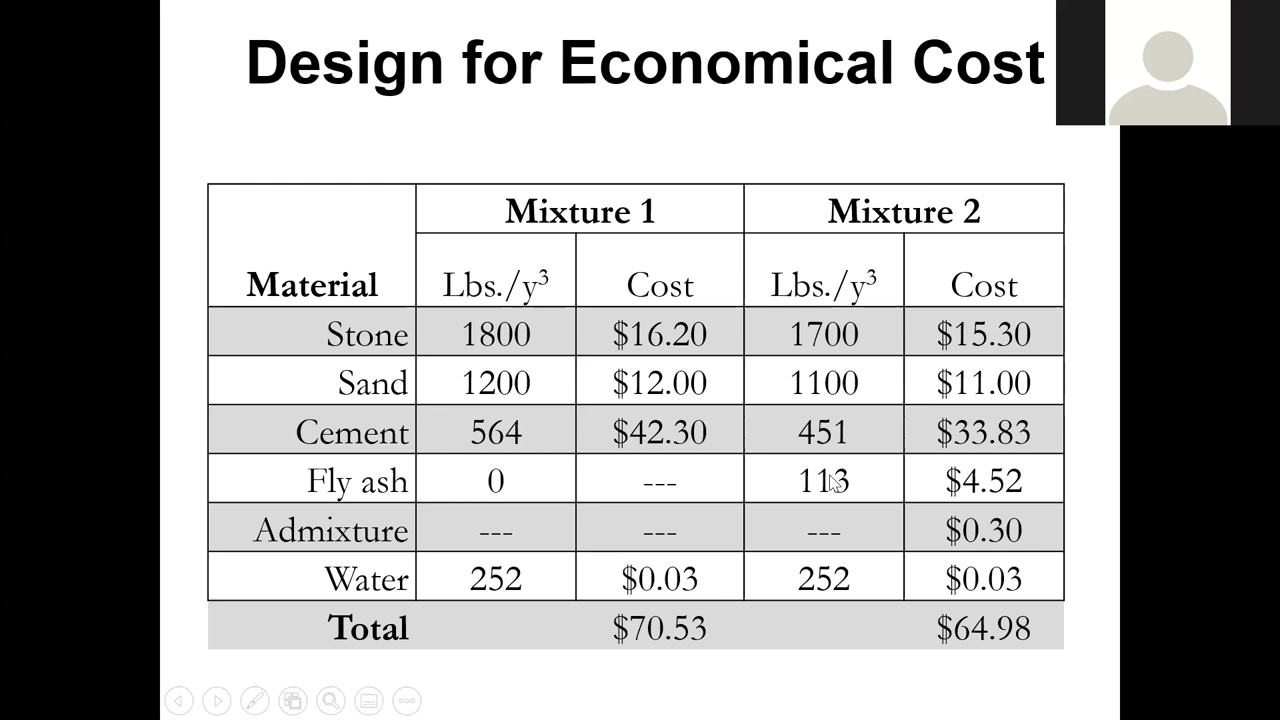 Design for Economical Cost
Mixture 1 Mixture 2
Material Lbs./y³ Cost Lbs./y³ Cost
Stone 1800 $16.20 1700 $15.30
Sand 1200 $12.00 1100 $11.00
Cement 564 $42.30 451 $33.83
Fly ash 0 --- 113 $4.52
Admixture --- --- --- $0.30
Water 252 $0.03 252 $0.03
Total $70.53 $64.98